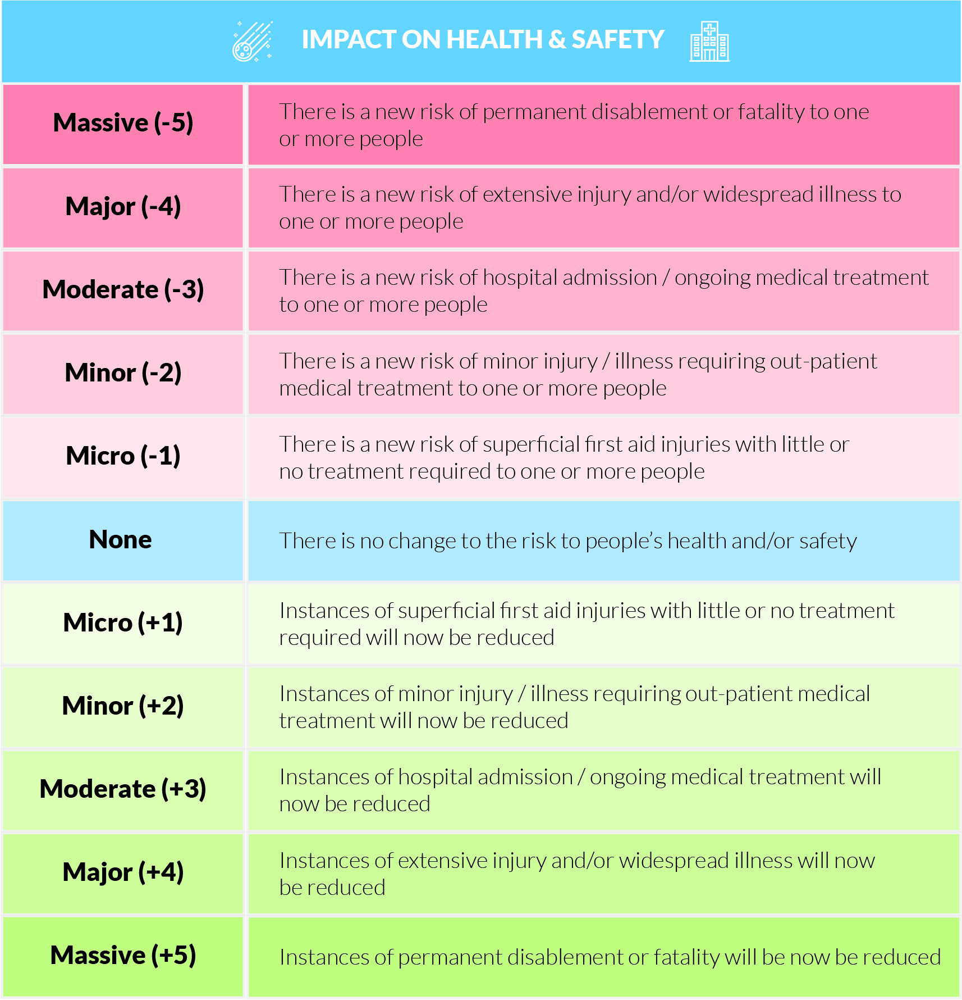 IMPACT ON HEALTH & SAFETY
Massive (-5)
There is a new risk of permanent disablement or fatality to one
or more people
Major (-4)
There is a new risk of extensive injury and/or widespread illness to
one or more people
Moderate (-3)
There is a new risk of hospital admission / ongoing medical treatment
to one or more people
Minor (-2)
There is a new risk of minor injury / illness requiring out-patient
medical treatment to one or more people
Micro (-1)
There is a new risk of superficial first aid injuries with little or
no treatment required to one or more people
None
There is no change to the risk to people’s health and/or safety
Micro (+1)
Instances of superficial first aid injuries with little or no treatment
required will now be reduced
Minor (+2)
Instances of minor injury / illness requiring out-patient medical
treatment will now be reduced
Moderate (+3)
Instances of hospital admission / ongoing medical treatment will
now be reduced
Major (+4)
Instances of extensive injury and/or widespread illness will now
be reduced
Massive (+5)
Instances of permanent disablement or fatality will be now be reduced